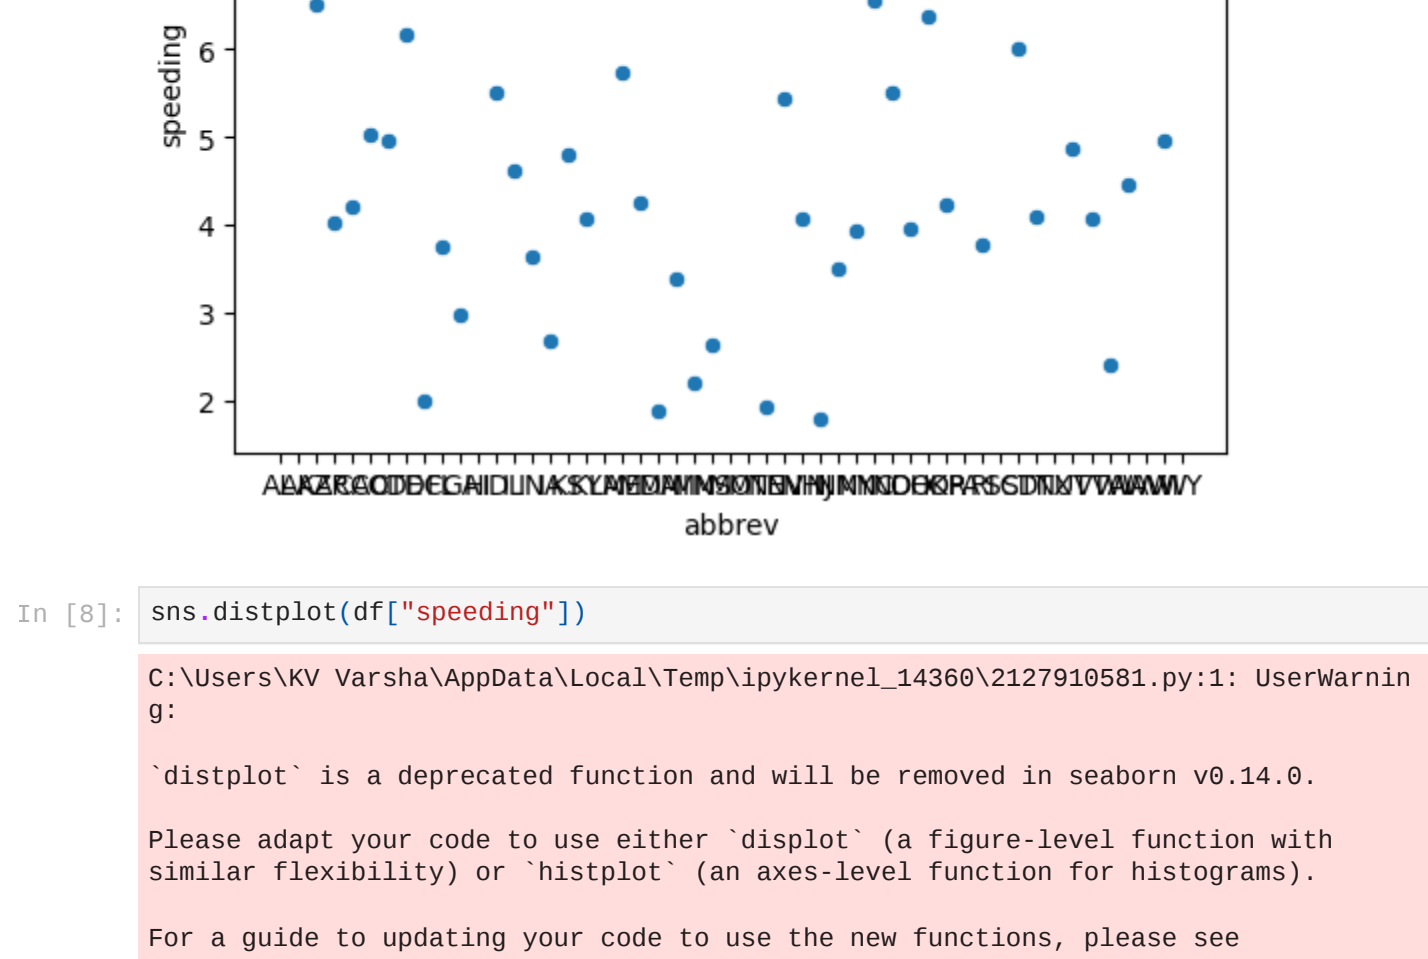 speeding
6
5
4
3
2
abbrev
In [8]:
sns.distplot(df["speeding"])
C:\Users\KV Varsha\AppData\Local\Temp\ipykernel_14360\2127910581.py:1: UserWarnin
g:
`distplot` is a deprecated function and will be removed in seaborn v0.14.0.
Please adapt your code to use either `displot` (a figure-level function with
similar flexibility) or `histplot` (an axes-level function for histograms).
For a guide to updating your code to use the new functions, please see